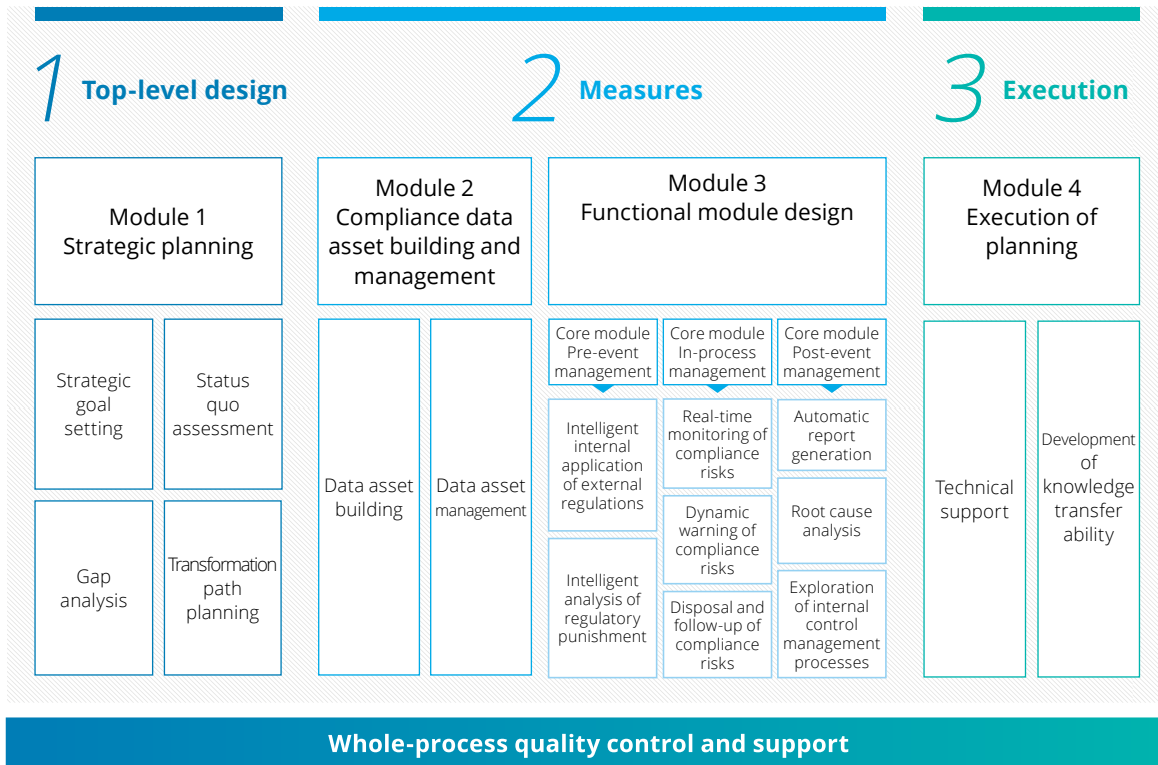 1 Top-level design
2 Measures
3 Execution
Module 1
Strategic planning
Module 2
Compliance data
asset building and
management
Module 3
Functional module design
Module 4
Execution of
planning
Strategic
goal
setting
Status
quo
assessment
Gap
analysis
Transformation
path
planning
Data asset
building
Data asset
management
Core module
Pre-event
management
Intelligent
internal
application
of external
regulations
Intelligent
analysis of
regulatory
punishment
Core module
In-process
management
Real-time
monitoring of
compliance
risks
Dynamic
warning of
compliance
risks
Disposal and
follow-up of
compliance
risks
Core module
Post-event
management
Automatic
report
generation
Root cause
analysis
Exploration
of internal
control
management
processes
Technical
support
Development
of
knowledge
transfer
ability
Whole-process quality control and support